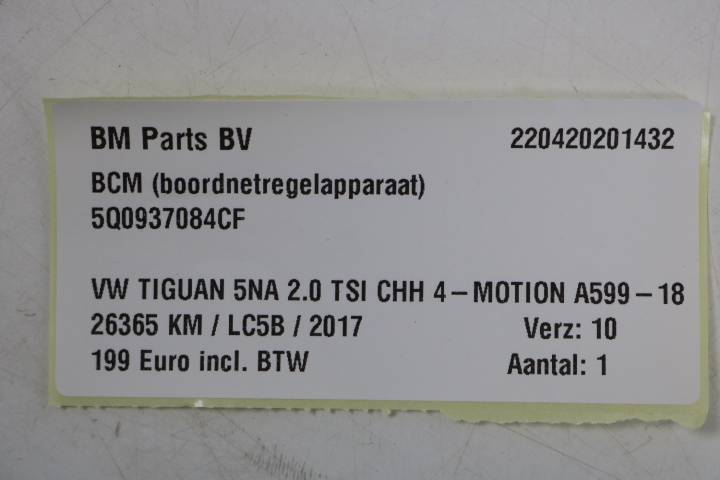 BM Parts BV 220420201432
BCM (boordnetregelapparaat)
5Q0937084CF
VW TIGUAN 5NA 2.0 TSI CHH 4-MOTION A599-18
26365 KM / LC5B / 2017 Verz: 10
199 Euro incl. BTW Aantal: 1